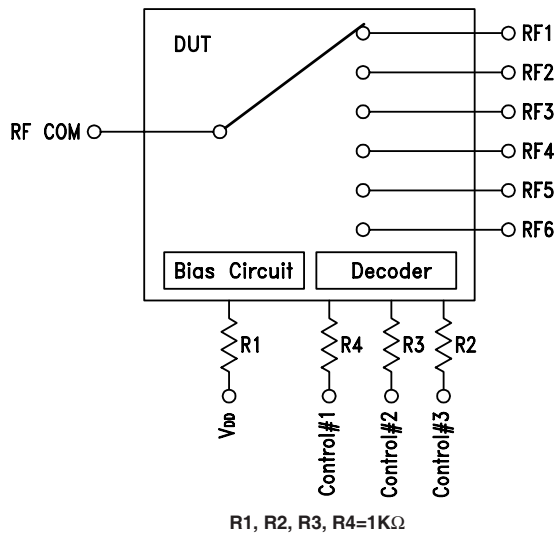 DUT
RF1
RF2
RF3
RF COM
RF4
RF5
RF6
Bias Circuit
Decoder
R1
R4
R3
R2
VDD
Control#1
Control#2
Control#3
R1, R2, R3, R4=1KΩ